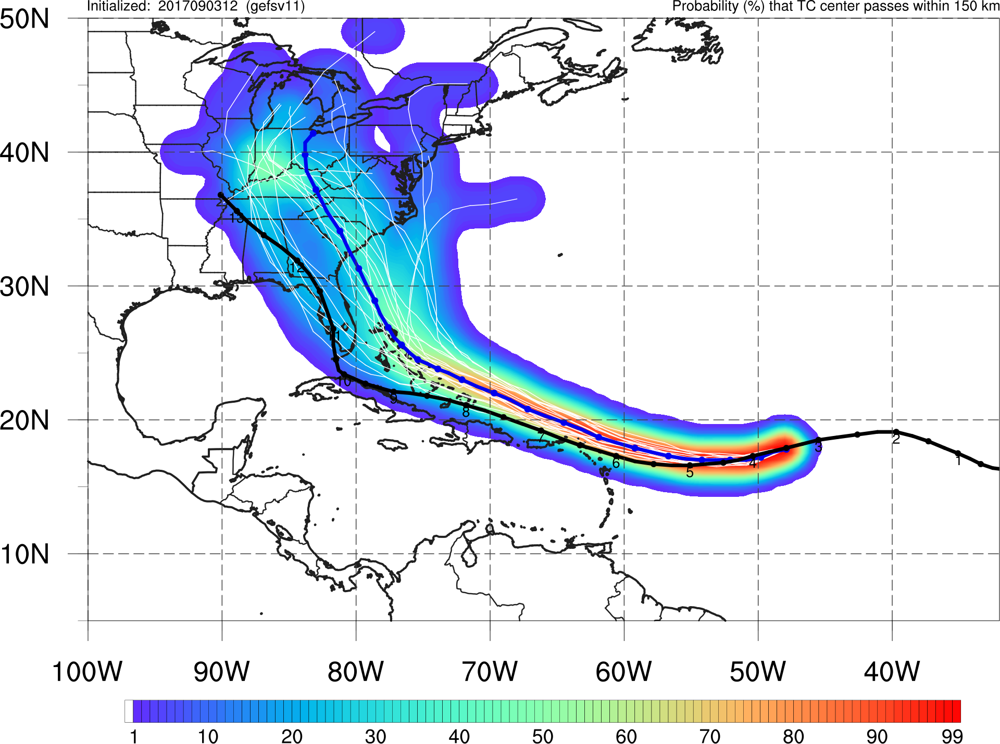 Initialized: 2017090312 (gefsv11)
Probability (%) that TC center passes within 150 km
50N
40N
30N
20N
10N
13
12
11
10
9
8
7
6
5
4
3
2
1
100W 90W 80W 70W 60W 50W 40W
1 10 20 30 40 50 60 70 80 90 99